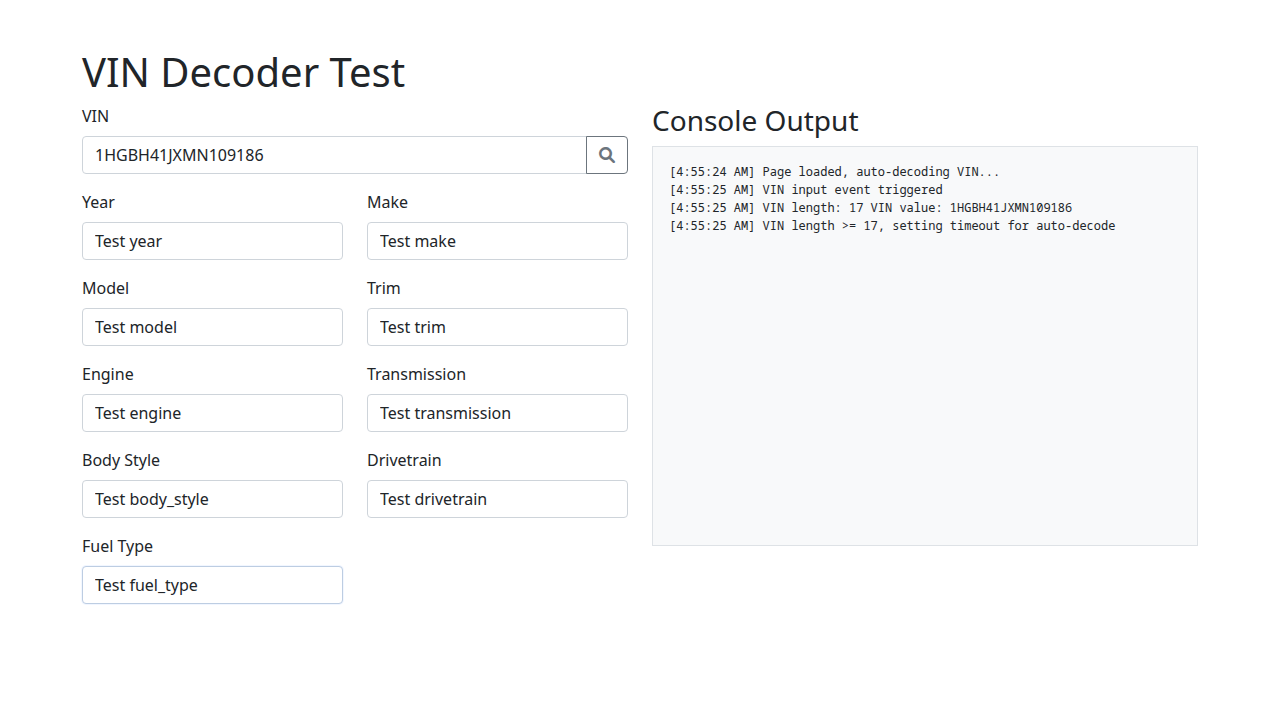 VIN Decoder Test
VIN
1HGBH41JXMN109186
Year
Make
Test year
Test make
Model
Trim
Test model
Test trim
Engine
Transmission
Test engine
Test transmission
Body Style
Drivetrain
Test body_style
Test drivetrain
Fuel Type
Test fuel_type
Console Output
[4:55:24 AM] Page loaded, auto-decoding VIN...
[4:55:25 AM] VIN input event triggered
[4:55:25 AM] VIN length: 17 VIN value: 1HGBH41JXMN109186
[4:55:25 AM] VIN length >= 17, setting timeout for auto-decode